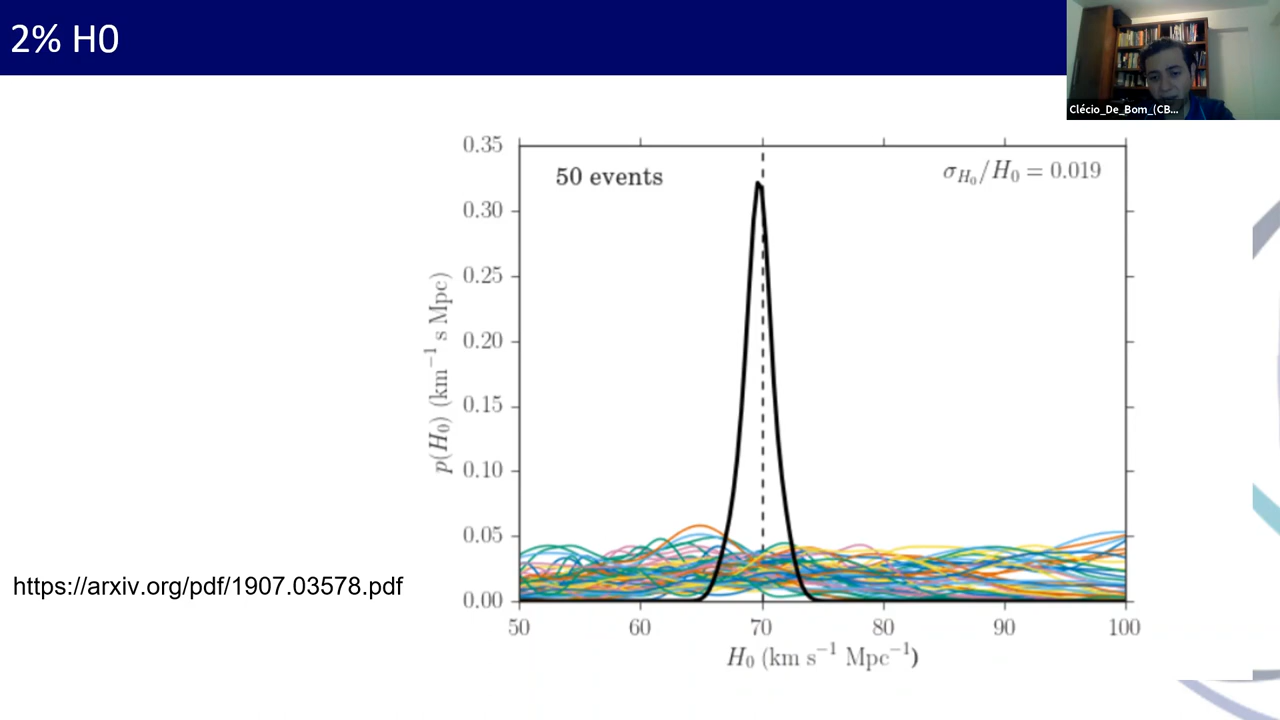 2% H0
Clécio_De_Bom_(CB...
50 events
σ_{H₀}/H₀ = 0.019
0.35
0.30
0.25
0.20
0.15
0.10
0.05
0.00
p(H₀) (km⁻¹ s Mpc)
https://arxiv.org/pdf/1907.03578.pdf
50 60 70 80 90 100
H₀ (km s⁻¹ Mpc⁻¹)